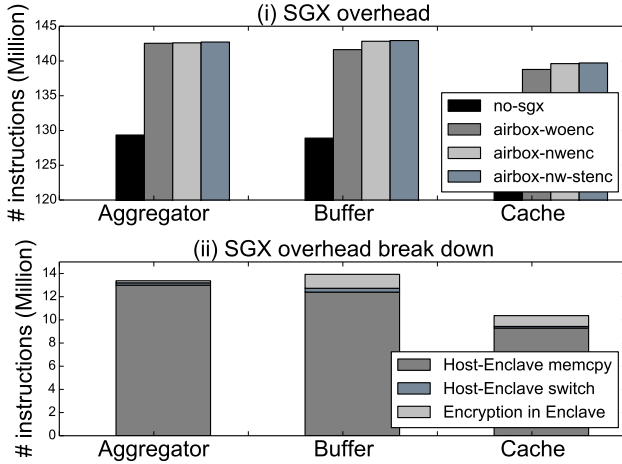 (i) SGX overhead
# instructions (Million)
145
140
135
130
125
120
no-sgx
airbox-woenc
airbox-nwenc
airbox-nw-stenc
Aggregator Buffer Cache
(ii) SGX overhead break down
# instructions (Million)
14
12
10
8
6
4
2
0
Host-Enclave memcpy
Host-Enclave switch
Encryption in Enclave
Aggregator Buffer Cache